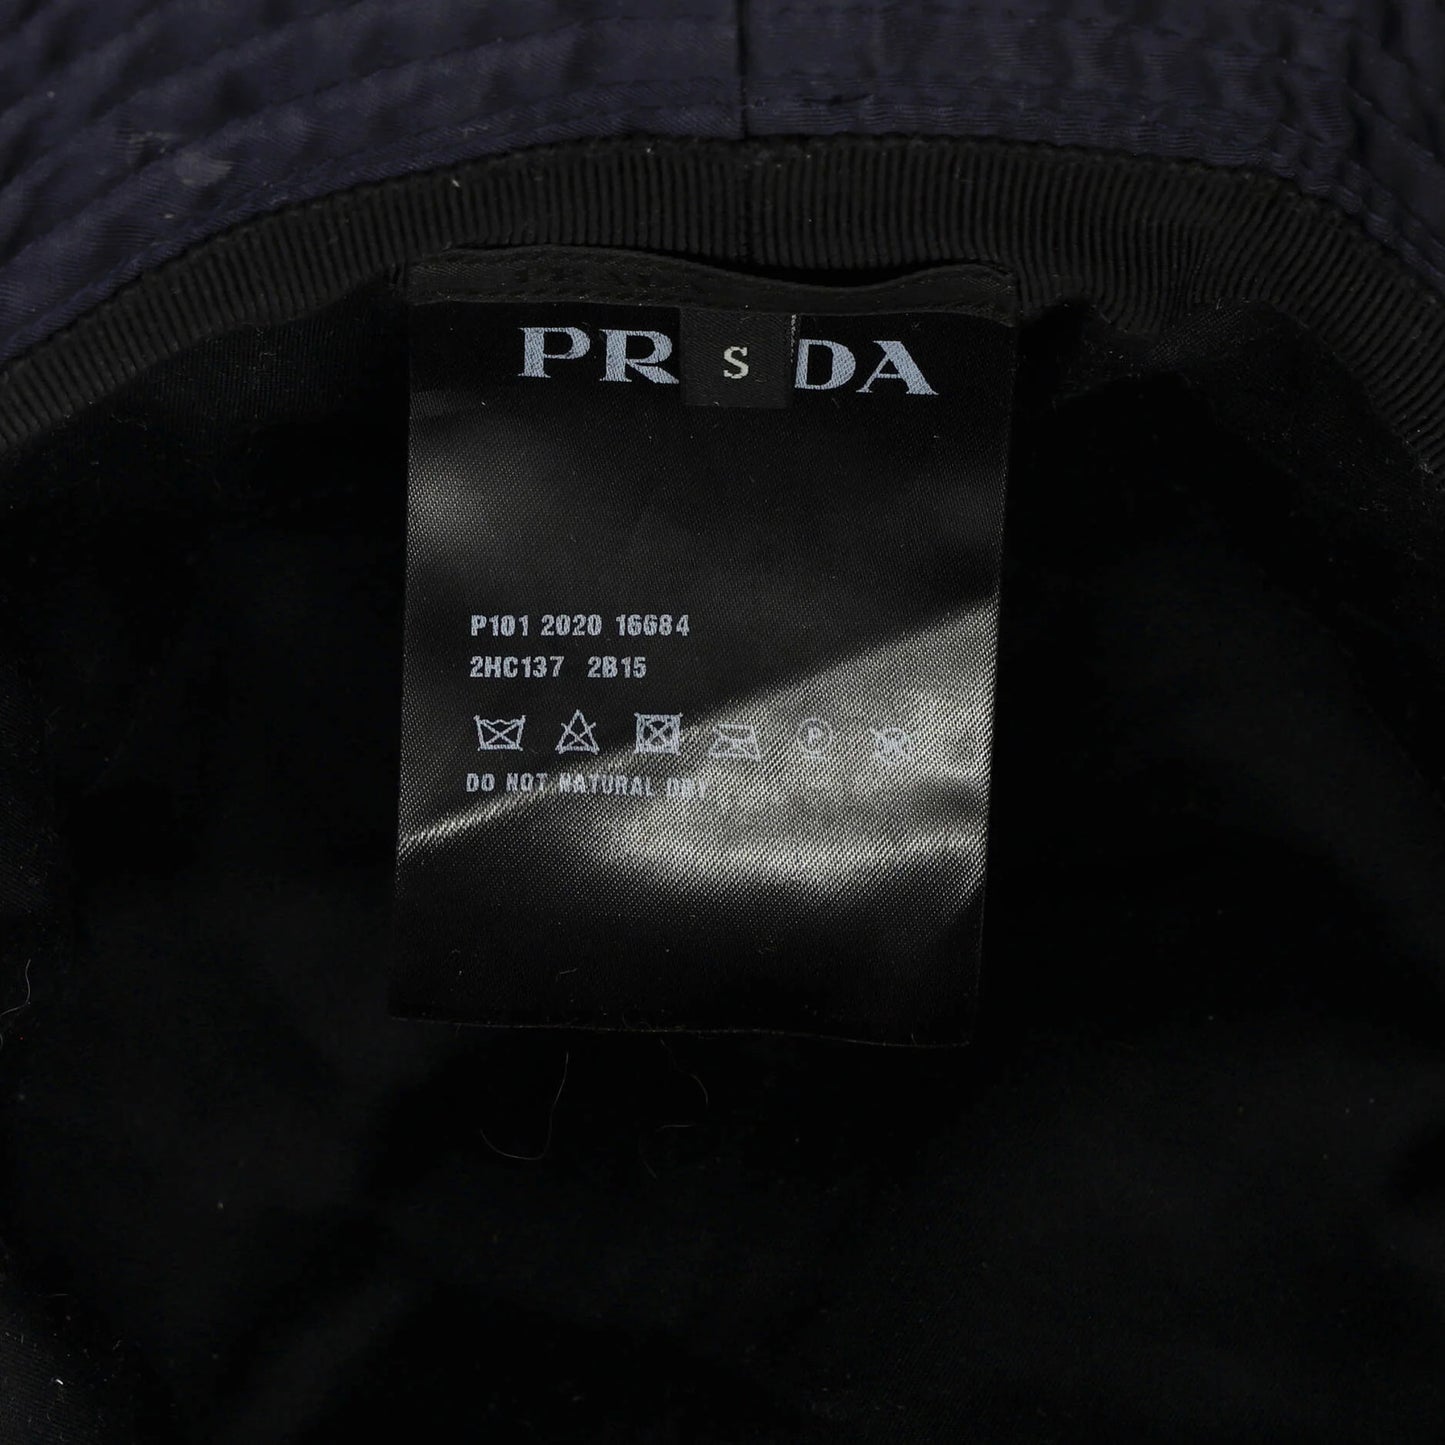 PR DA
S
P101 2020 16684
2HC137 2B15
P
DO NOT NATURAL DRY